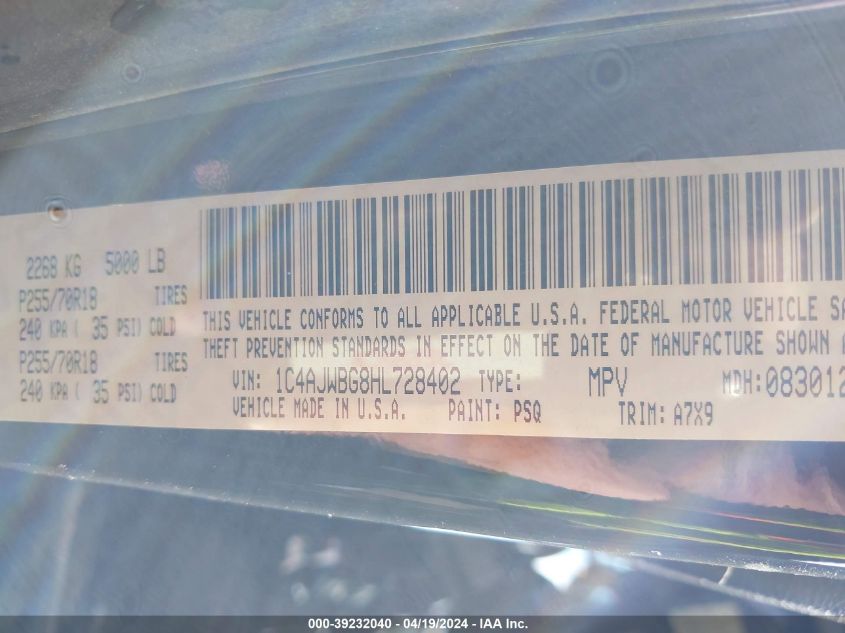 2268 KG 5000 LB
P255/70R18 TIRES
240 KPA ( 35 PSI) COLD
P255/70R18 TIRES
240 KPA ( 35 PSI) COLD
THIS VEHICLE CONFORMS TO ALL APPLICABLE U.S.A. FEDERAL MOTOR VEHICLE SA
THEFT PREVENTION STANDARDS IN EFFECT ON THE DATE OF MANUFACTURE SHOWN A
VIN: 1C4AJWBG8HL728402 TYPE: MPV MDH: 083012
VEHICLE MADE IN U.S.A. PAINT: PSQ TRIM: A7X9
000-39232040 - 04/19/2024 - IAA Inc.